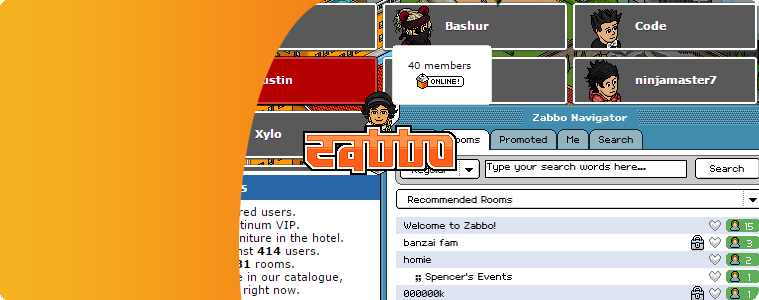 Bashur
Code
40 members
ONLINE!
ustin
ninjamaster7
Xylo
zabbo
Zabbo Navigator
ooms
Promoted
Me
Search
Regular
Type your search words here...
Search
Recommended Rooms
Welcome to Zabbo!
15
banzai fam
3
homie
2
;; Spencer's Events
1
000000k
1
s
red users.
tinum VIP.
niture in the hotel.
nst 414 users.
31 rooms.
e in our catalogue,
right now.